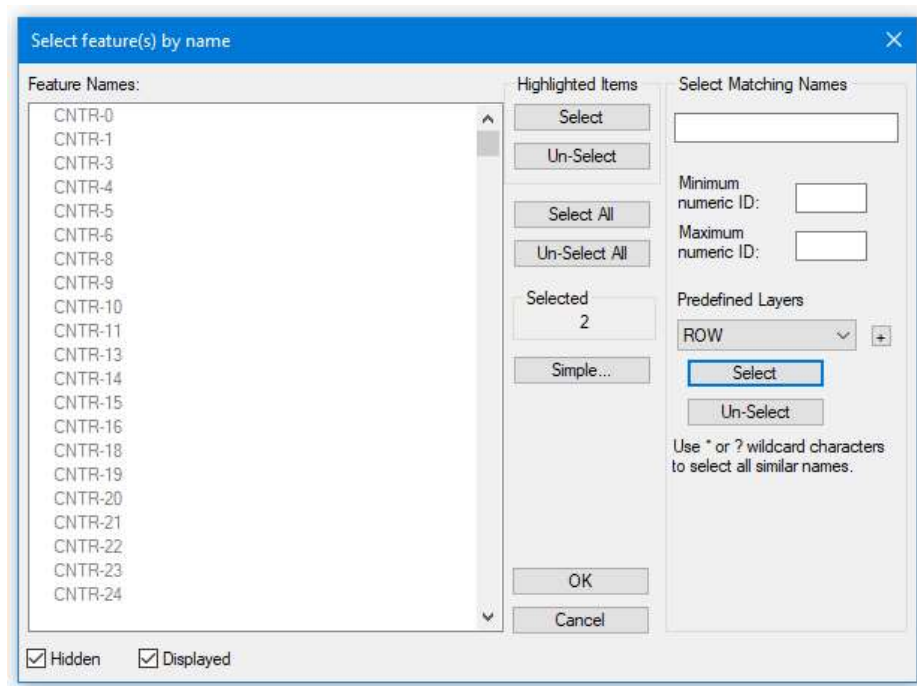 Select feature(s) by name
Feature Names:
CNTR-0
CNTR-1
CNTR-3
CNTR-4
CNTR-5
CNTR-6
CNTR-8
CNTR-9
CNTR-10
CNTR-11
CNTR-13
CNTR-14
CNTR-15
CNTR-16
CNTR-18
CNTR-19
CNTR-20
CNTR-21
CNTR-22
CNTR-23
CNTR-24
Hidden
Displayed
Highlighted Items
Select
Un-Select
Select All
Un-Select All
Selected
2
Simple...
OK
Cancel
Select Matching Names
Minimum
numeric ID:
Maximum
numeric ID:
Predefined Layers
ROW
+
Select
Un-Select
Use * or ? wildcard characters
to select all similar names.